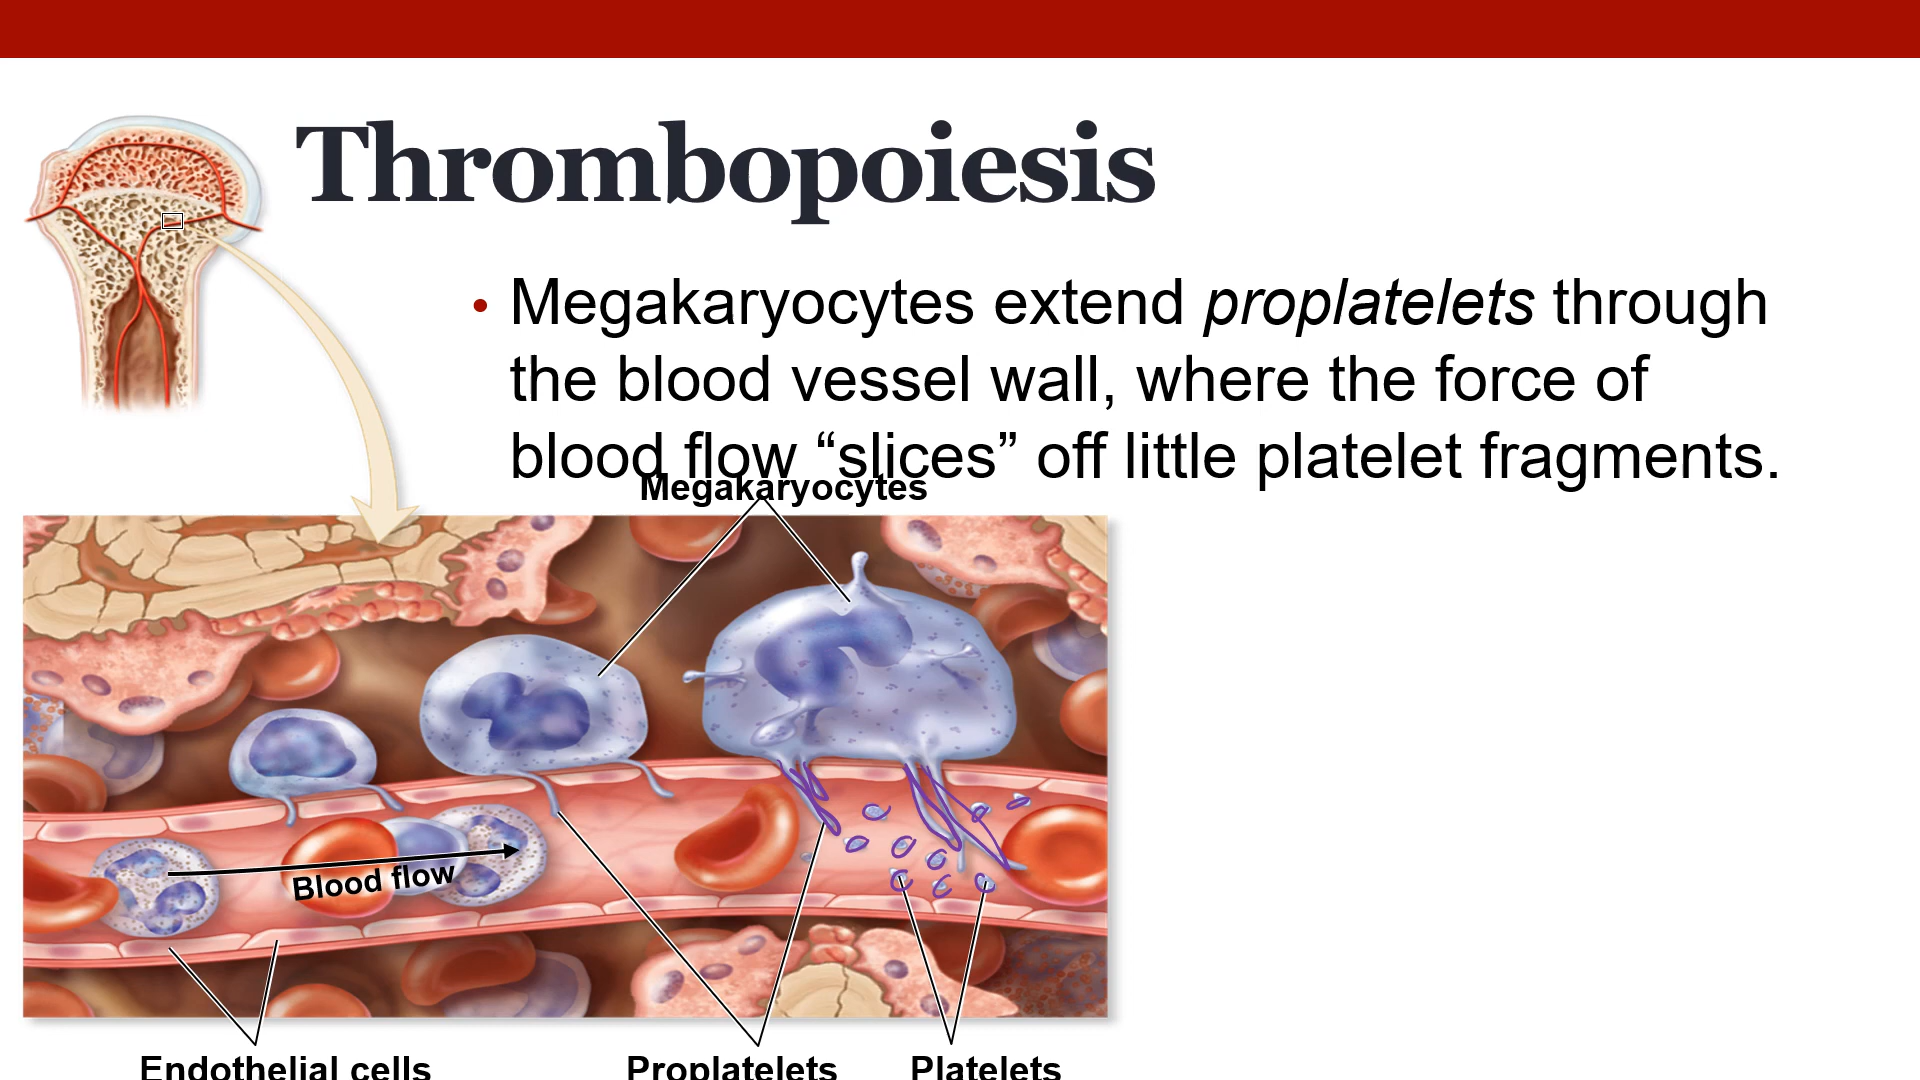 Thrombopoiesis
• Megakaryocytes extend proplatelets through
the blood vessel wall, where the force of
blood flow “slices” off little platelet fragments.
Megakaryocytes
Blood flow
Endothelial cells
Proplatelets
Platelets